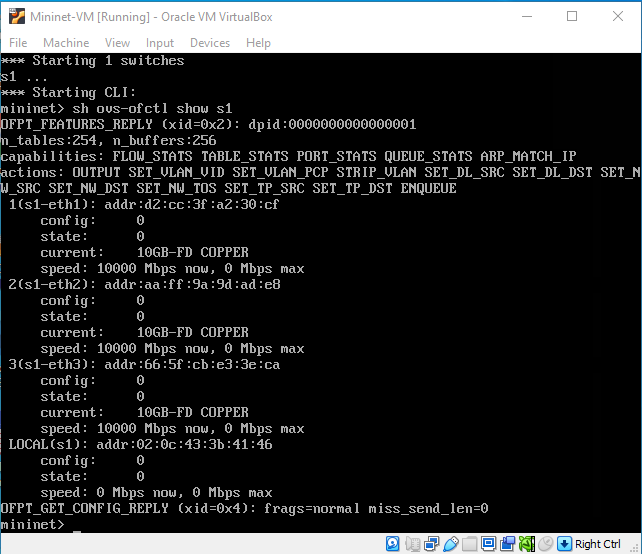 Mininet-VM [Running] - Oracle VM VirtualBox
File Machine View Input Devices Help
*** Starting 1 switches
s1 ...
*** Starting CLI:
mininet> sh ovs-ofctl show s1
OFPT_FEATURES_REPLY (xid=0x2): dpid:0000000000000001
n_tables:254, n_buffers:256
capabilities: FLOW_STATS TABLE_STATS PORT_STATS QUEUE_STATS ARP_MATCH_IP
actions: OUTPUT SET_VLAN_VID SET_VLAN_PCP STRIP_VLAN SET_DL_SRC SET_DL_DST SET_N
W_SRC SET_NW_DST SET_NW_TOS SET_TP_SRC SET_TP_DST ENQUEUE
 1(s1-eth1): addr:d2:cc:3f:a2:30:cf
     config:     0
     state:      0
     current:    10GB-FD COPPER
     speed: 10000 Mbps now, 0 Mbps max
 2(s1-eth2): addr:aa:ff:9a:9d:ad:e8
     config:     0
     state:      0
     current:    10GB-FD COPPER
     speed: 10000 Mbps now, 0 Mbps max
 3(s1-eth3): addr:66:5f:cb:e3:3e:ca
     config:     0
     state:      0
     current:    10GB-FD COPPER
     speed: 10000 Mbps now, 0 Mbps max
 LOCAL(s1): addr:02:0c:43:3b:41:46
     config:     0
     state:      0
     speed: 0 Mbps now, 0 Mbps max
OFPT_GET_CONFIG_REPLY (xid=0x4): frags=normal miss_send_len=0
mininet> _
Right Ctrl